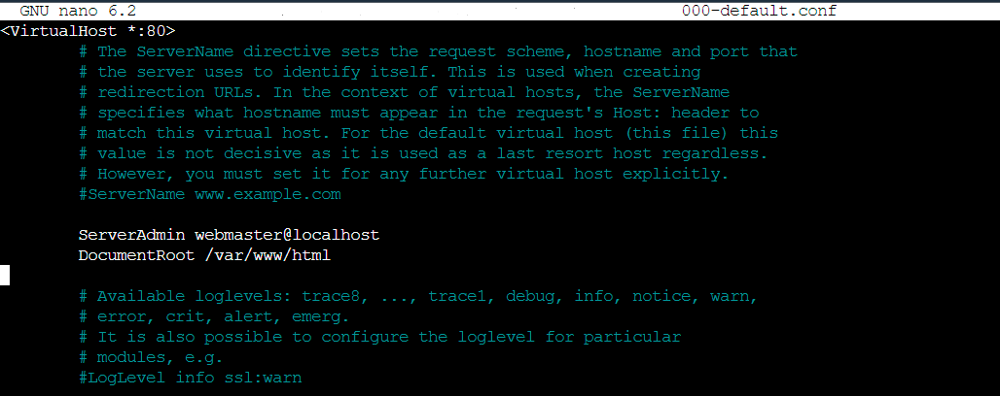 GNU nano 6.2 000-default.conf
<VirtualHost *:80>
# The ServerName directive sets the request scheme, hostname and port that
# the server uses to identify itself. This is used when creating
# redirection URLs. In the context of virtual hosts, the ServerName
# specifies what hostname must appear in the request's Host: header to
# match this virtual host. For the default virtual host (this file) this
# value is not decisive as it is used as a last resort host regardless.
# However, you must set it for any further virtual host explicitly.
#ServerName www.example.com
ServerAdmin webmaster@localhost
DocumentRoot /var/www/html
# Available loglevels: trace8, ..., trace1, debug, info, notice, warn,
# error, crit, alert, emerg.
# It is also possible to configure the loglevel for particular
# modules, e.g.
#LogLevel info ssl:warn